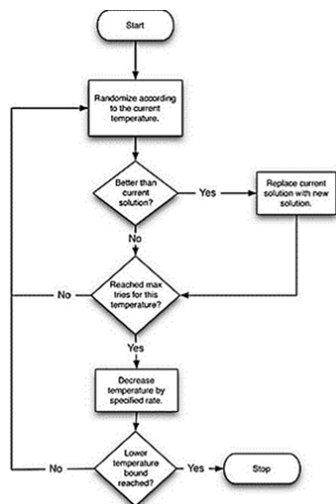 Start
Randomize according
to the current
temperature.
Better than
current
solution?
Yes
Replace current
solution with new
solution.
No
Reached max
tries for this
temperature?
No
Yes
Decrease
temperature by
specified rate.
Lower
temperature
bound
reached?
No
Yes
Stop